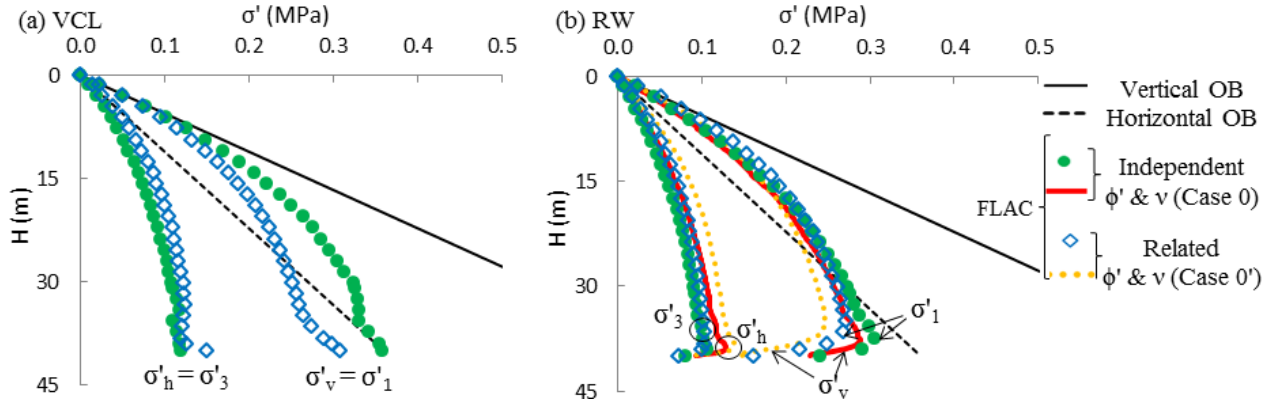 (a) VCL
σ' (MPa)
0.0 0.1 0.2 0.3 0.4 0.5
0
15
30
45
H (m)
σ'h = σ'3
σ'v = σ'1
(b) RW
σ' (MPa)
0.0 0.1 0.2 0.3 0.4 0.5
0
15
30
45
H (m)
σ'3
σ'h
σ'1
σ'v
Vertical OB
Horizontal OB
FLAC
Independent
ϕ' & ν (Case 0)
Related
ϕ' & ν (Case 0')